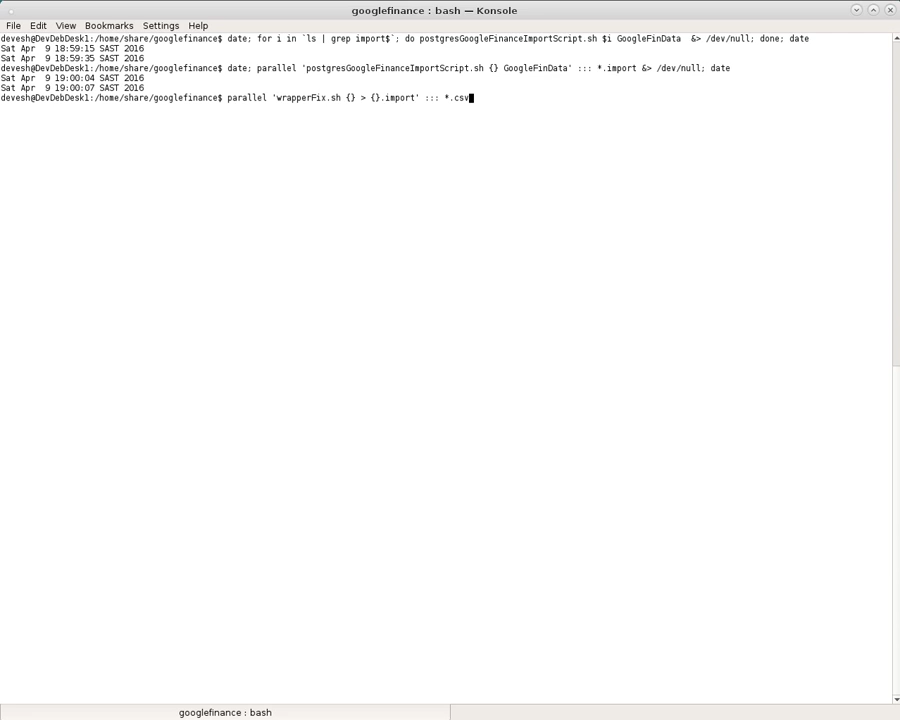 googlefinance : bash — Konsole
File Edit View Bookmarks Settings Help
devesh@DevDebDesk1:/home/share/googlefinance$ date; for i in `ls | grep import$`; do postgresGoogleFinanceImportScript.sh $i GoogleFinData  &> /dev/null; done; date
Sat Apr  9 18:59:15 SAST 2016
Sat Apr  9 18:59:35 SAST 2016
devesh@DevDebDesk1:/home/share/googlefinance$ date; parallel 'postgresGoogleFinanceImportScript.sh {} GoogleFinData' ::: *.import &> /dev/null; date
Sat Apr  9 19:00:04 SAST 2016
Sat Apr  9 19:00:07 SAST 2016
devesh@DevDebDesk1:/home/share/googlefinance$ parallel 'wrapperFix.sh {} > {}.import' ::: *.csv
googlefinance : bash